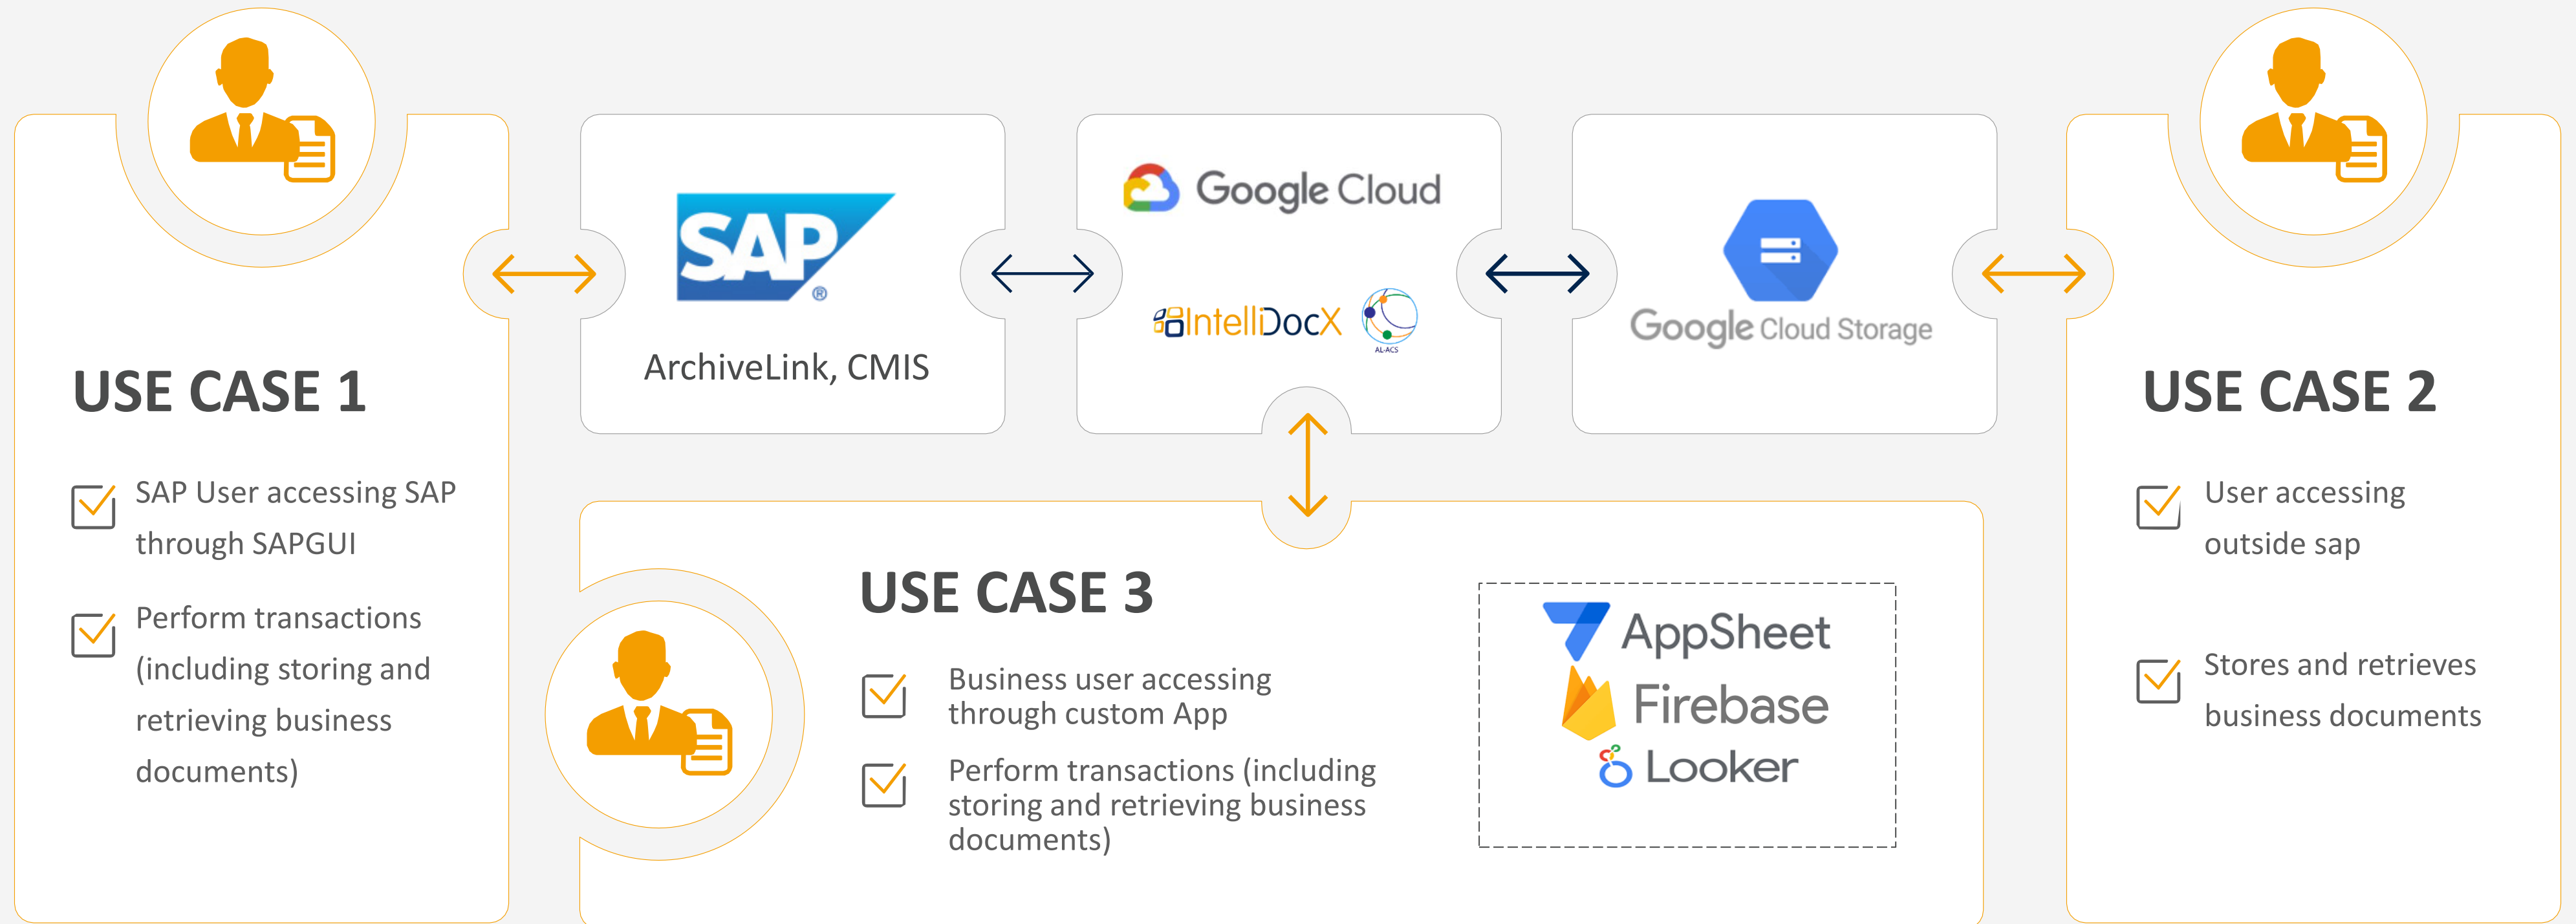 USE CASE 1
SAP User accessing SAP
through SAPGUI
Perform transactions
(including storing and
retrieving business
documents)
SAP
®
ArchiveLink, CMIS
Google Cloud
IntelliDocX
AL-ACS
Google Cloud Storage
USE CASE 2
User accessing
outside sap
Stores and retrieves
business documents
USE CASE 3
Business user accessing
through custom App
Perform transactions (including
storing and retrieving business
documents)
AppSheet
Firebase
Looker